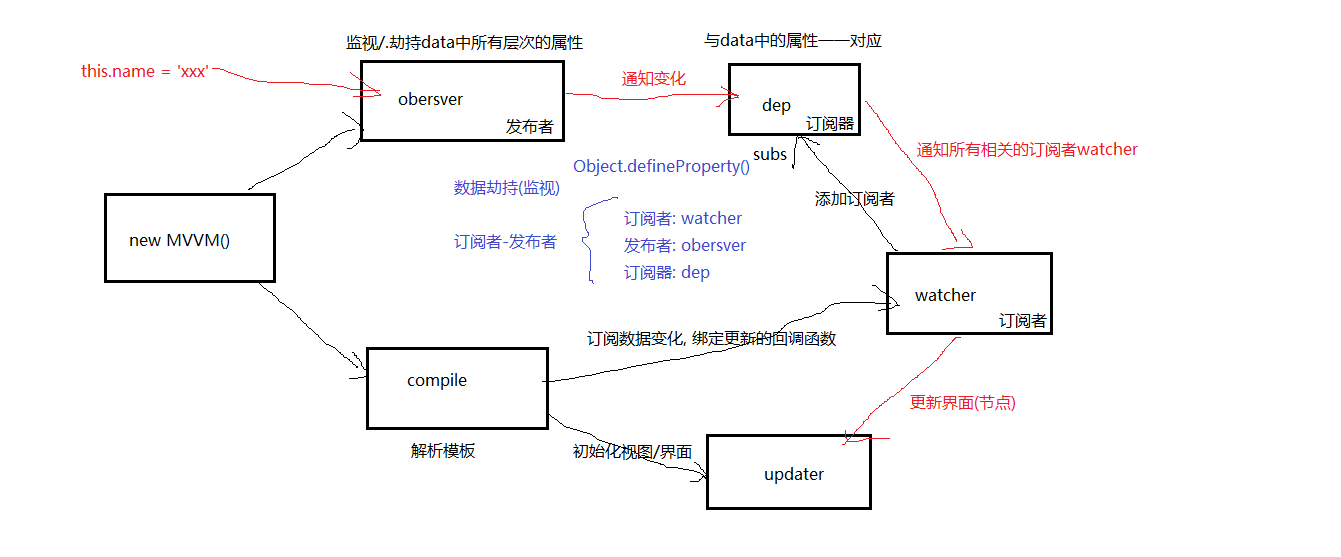 监视/.劫持data中所有层次的属性
与data中的属性一一对应
this.name = 'xxx'
obersver
发布者
通知变化
dep
订阅器
subs
通知所有相关的订阅者watcher
Object.defineProperty()
数据劫持(监视)
添加订阅者
new MVVM()
订阅者-发布者
订阅者: watcher
发布者: obersver
订阅器: dep
watcher
订阅者
订阅数据变化, 绑定更新的回调函数
compile
解析模板
更新界面(节点)
初始化视图/界面
updater